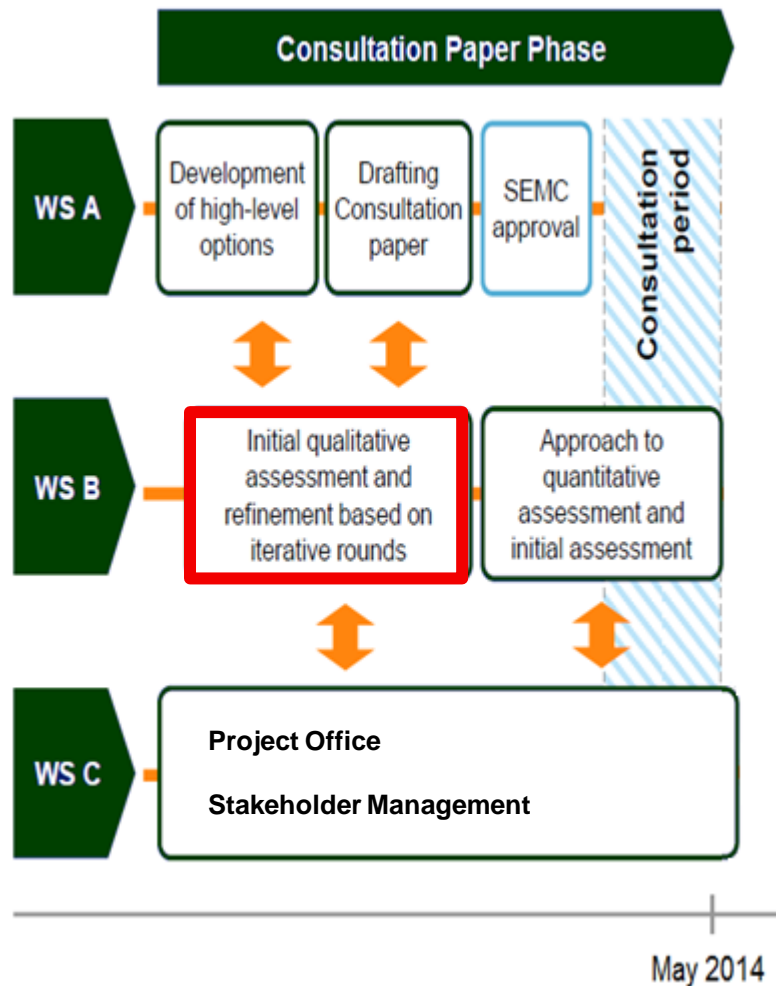 Consultation Paper Phase
WS A
Development
of high-level
options
Drafting
Consultation
paper
SEMC
approval
Consultation
period
WS B
Initial qualitative
assessment and
refinement based on
iterative rounds
Approach to
quantitative
assessment and
initial assessment
WS C
Project Office
Stakeholder Management
May 2014